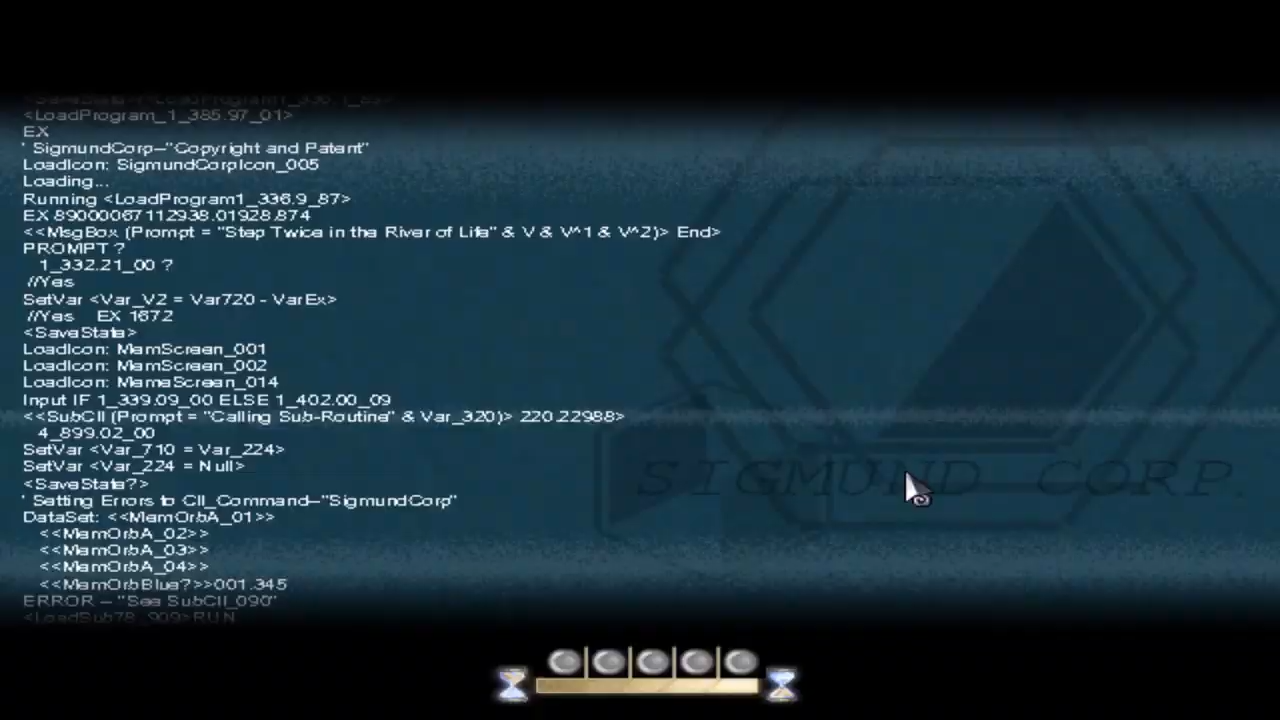 <LoadProgram_1_385.97_01>
EX
' SigmundCorp--"Copyright and Patent"
LoadIcon: SigmundCorpIcon_005
Loading...
Running <LoadProgram1_336.9_87>
EX 89000067112938.01928.874
<<MsgBox (Prompt = "Step Twice in the River of Life" & V & V^1 & V^2)> End>
PROMPT ?
1_332.21_00 ?
//Yes
SetVar <Var_V2 = Var720 - VarEx>
//Yes EX 1672
<SaveState>
LoadIcon: MemScreen_001
LoadIcon: MemScreen_002
LoadIcon: MemeScreen_014
Input IF 1_339.09_00 ELSE 1_402.00_09
<<SubCll (Prompt = "Calling Sub-Routine" & Var_320)> 220.22988>
4_899.02_00
SetVar <Var_710 = Var_224>
SetVar <Var_224 = Null>
<SaveState?>
' Setting Errors to Cll_Command--"SigmundCorp"
DataSet: <<MemOrbA_01>>
<<MemOrbA_02>>
<<MemOrbA_03>>
<<MemOrbA_04>>
<<MemOrbBlue?>>001.345
ERROR -- "See SubCll_090"
<LoadSub78_909>RUN
SIGMUND CORP.